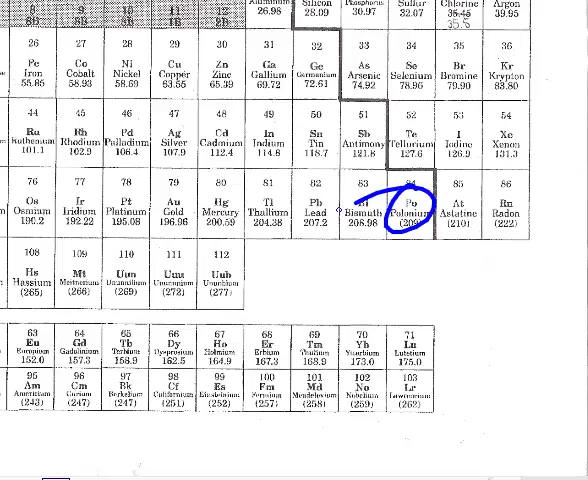 8 9 10 11 12 Aluminum Silicon Phosphorus Sulfur Chlorine Argon
8B 8B 8B 1B 2B 26.98 28.09 30.97 32.07 35.45 39.95
35.5
26 27 28 29 30 31 32 33 34 35 36
Fe Co Ni Cu Zn Ga Ge As Se Br Kr
Iron Cobalt Nickel Copper Zinc Gallium Germanium Arsenic Selenium Bromine Krypton
55.85 58.93 58.69 63.55 65.39 69.72 72.61 74.92 78.96 79.90 83.80
44 45 46 47 48 49 50 51 52 53 54
Ru Rh Pd Ag Cd In Sn Sb Te I Xe
Ruthenium Rhodium Palladium Silver Cadmium Indium Tin Antimony Tellurium Iodine Xenon
101.1 102.9 106.4 107.9 112.4 114.8 118.7 121.8 127.6 126.9 131.3
76 77 78 79 80 81 82 83 84 85 86
Os Ir Pt Au Hg Tl Pb Bi Po At Rn
Osmium Iridium Platinum Gold Mercury Thallium Lead Bismuth Polonium Astatine Radon
190.2 192.22 195.08 196.96 200.59 204.38 207.2 208.98 (209) (210) (222)
108 109 110 111 112
Hs Mt Uun Uuu Uub
Hassium Meitnerium Ununnilium Unununium Ununbium
(265) (266) (269) (272) (277)
63 64 65 66 67 68 69 70 71
Eu Gd Tb Dy Ho Er Tm Yb Lu
Europium Gadolinium Terbium Dysprosium Holmium Erbium Thulium Ytterbium Lutetium
152.0 157.3 158.9 162.5 164.9 167.3 168.9 173.0 175.0
95 96 97 98 99 100 101 102 103
Am Cm Bk Cf Es Fm Md No Lr
Americium Curium Berkelium Californium Einsteinium Fermium Mendelevium Nobelium Lawrencium
(243) (247) (247) (251) (252) (257) (258) (259) (262)